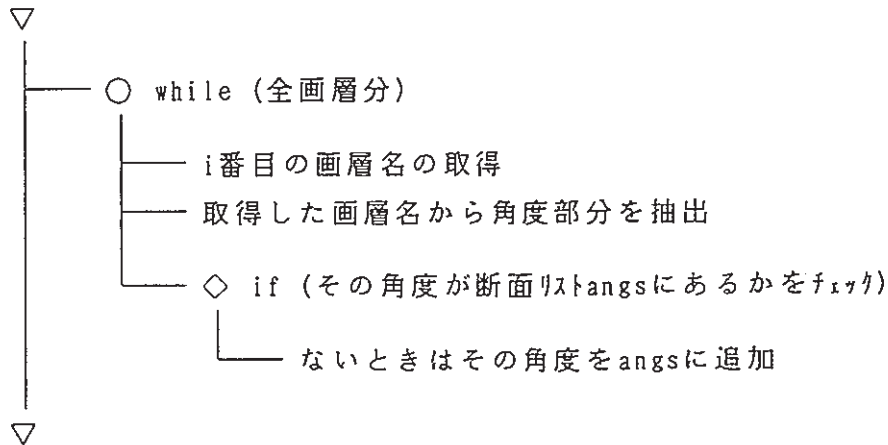 while (全画層分)
i番目の画層名の取得
取得した画層名から角度部分を抽出
if (その角度が断面ﾘｽﾄangsにあるかをﾁｪｯｸ)
ないときはその角度をangsに追加